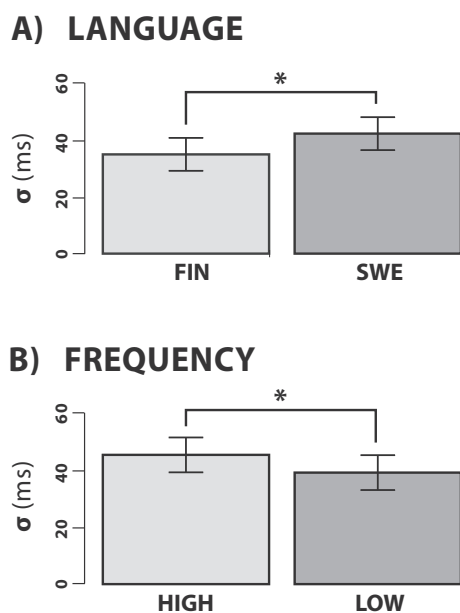 A) LANGUAGE
*
60
40
20
0
σ (ms)
FIN SWE
B) FREQUENCY
*
60
40
20
0
σ (ms)
HIGH LOW